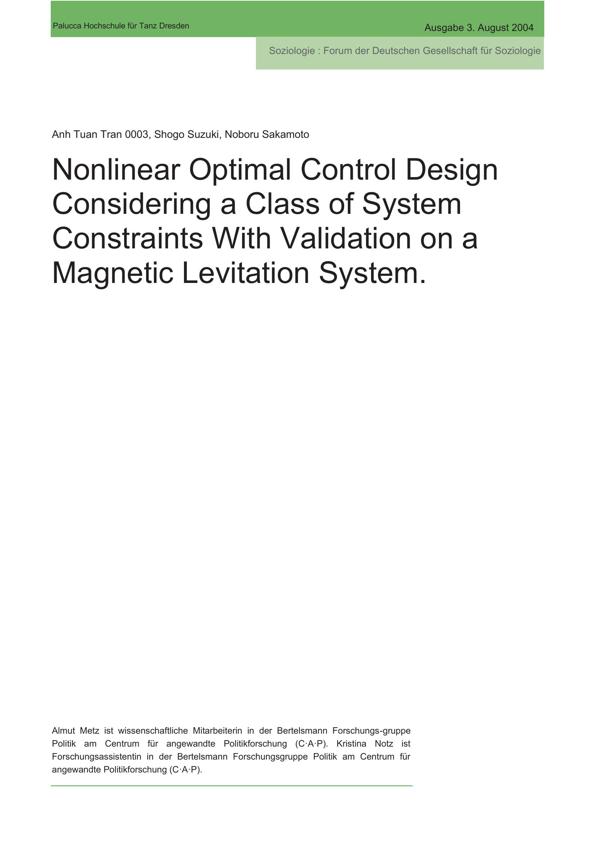 Palucca Hochschule für Tanz Dresden
Ausgabe 3. August 2004
Soziologie : Forum der Deutschen Gesellschaft für Soziologie
Anh Tuan Tran 0003, Shogo Suzuki, Noboru Sakamoto
Nonlinear Optimal Control Design
Considering a Class of System
Constraints With Validation on a
Magnetic Levitation System.
Almut Metz ist wissenschaftliche Mitarbeiterin in der Bertelsmann Forschungs-gruppe
Politik am Centrum für angewandte Politikforschung (C·A·P). Kristina Notz ist
Forschungsassistentin in der Bertelsmann Forschungsgruppe Politik am Centrum für
angewandte Politikforschung (C·A·P).